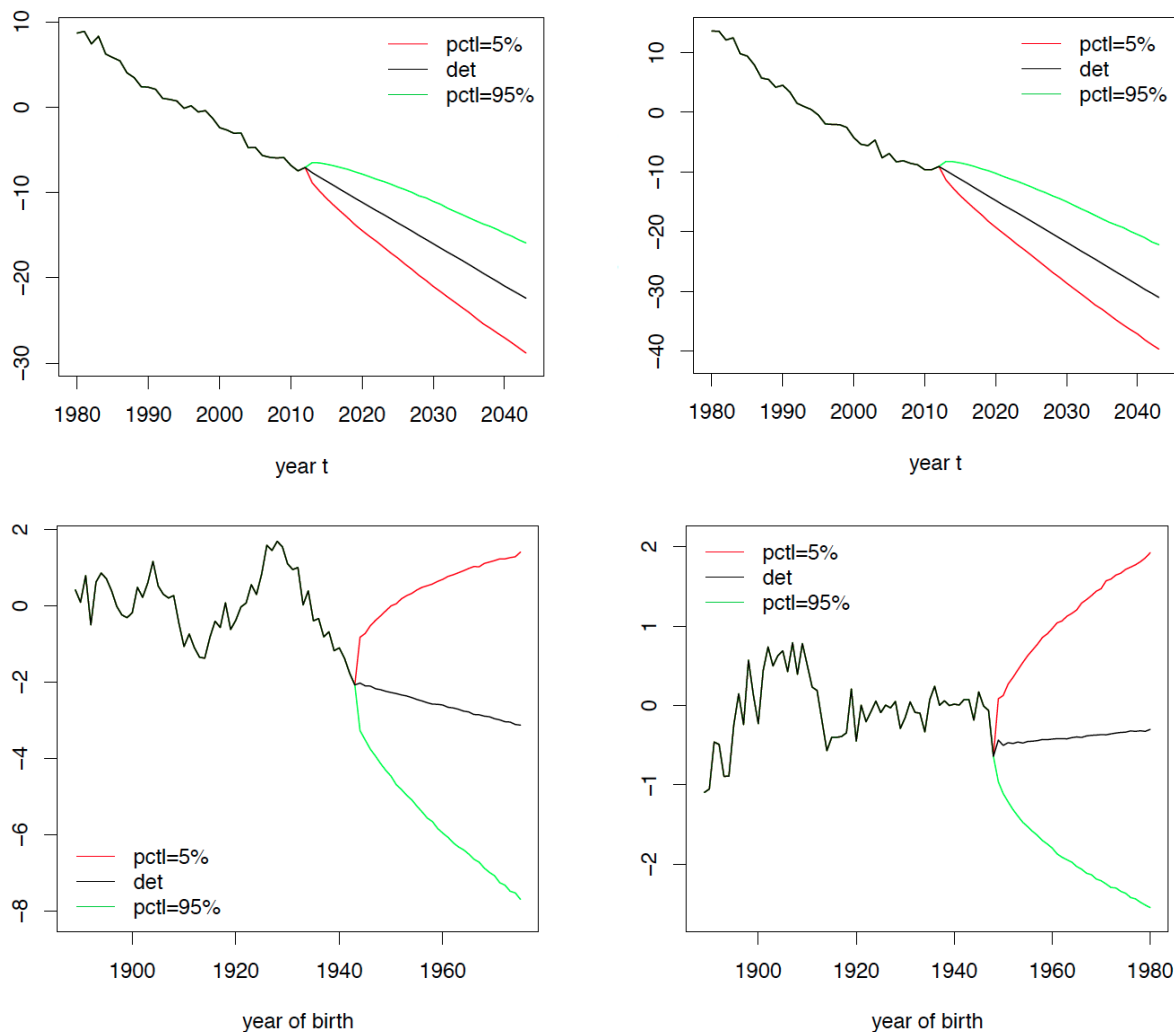 10
0
−10
−20
−30
pctl=5%
det
pctl=95%
1980 1990 2000 2010 2020 2030 2040
year t
10
0
−10
−20
−30
−40
pctl=5%
det
pctl=95%
1980 1990 2000 2010 2020 2030 2040
year t
2
0
−2
−4
−6
−8
pctl=5%
det
pctl=95%
1900 1920 1940 1960
year of birth
2
1
0
−1
−2
pctl=5%
det
pctl=95%
1900 1920 1940 1960 1980
year of birth